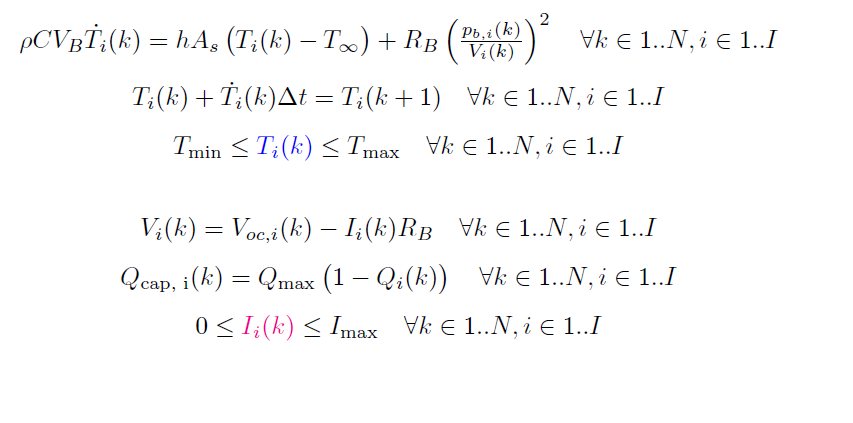 ρCV_BṪ_i(k) = hA_s (T_i(k) − T_∞) + R_B (p_{b,i}(k) / V_i(k))^2 ∀k ∈ 1..N, i ∈ 1..I
T_i(k) + Ṫ_i(k)Δt = T_i(k + 1) ∀k ∈ 1..N, i ∈ 1..I
T_min ≤ T_i(k) ≤ T_max ∀k ∈ 1..N, i ∈ 1..I
V_i(k) = V_{oc,i}(k) − I_i(k)R_B ∀k ∈ 1..N, i ∈ 1..I
Q_{cap, i}(k) = Q_max (1 − Q_i(k)) ∀k ∈ 1..N, i ∈ 1..I
0 ≤ I_i(k) ≤ I_max ∀k ∈ 1..N, i ∈ 1..I